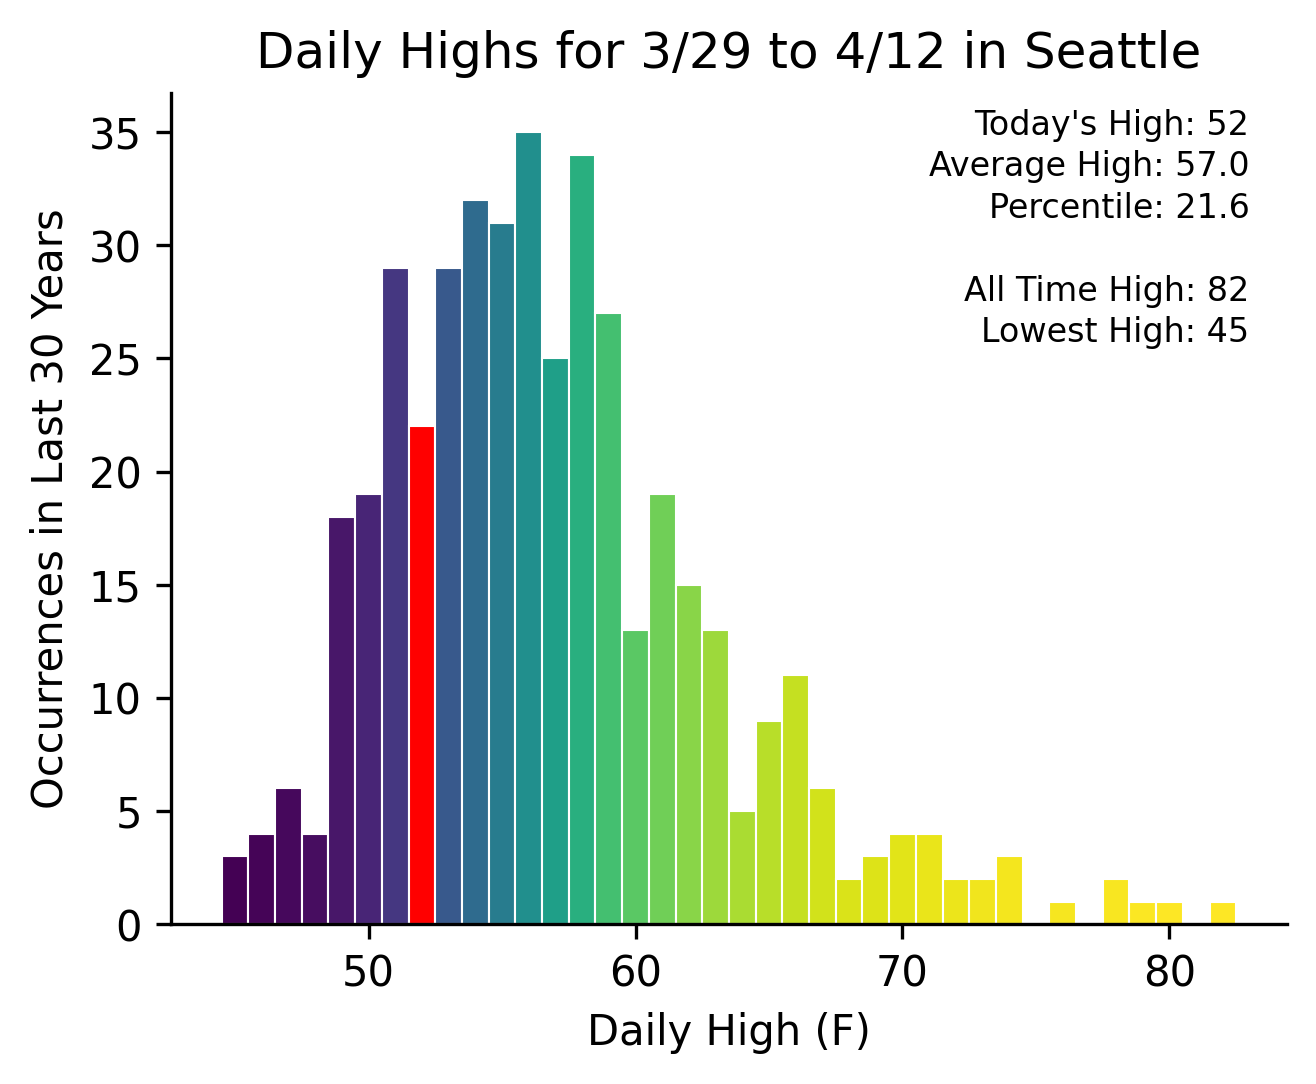 Daily Highs for 3/29 to 4/12 in Seattle
Today's High: 52
Average High: 57.0
Percentile: 21.6
All Time High: 82
Lowest High: 45
Occurrences in Last 30 Years
35
30
25
20
15
10
5
0
50 60 70 80
Daily High (F)